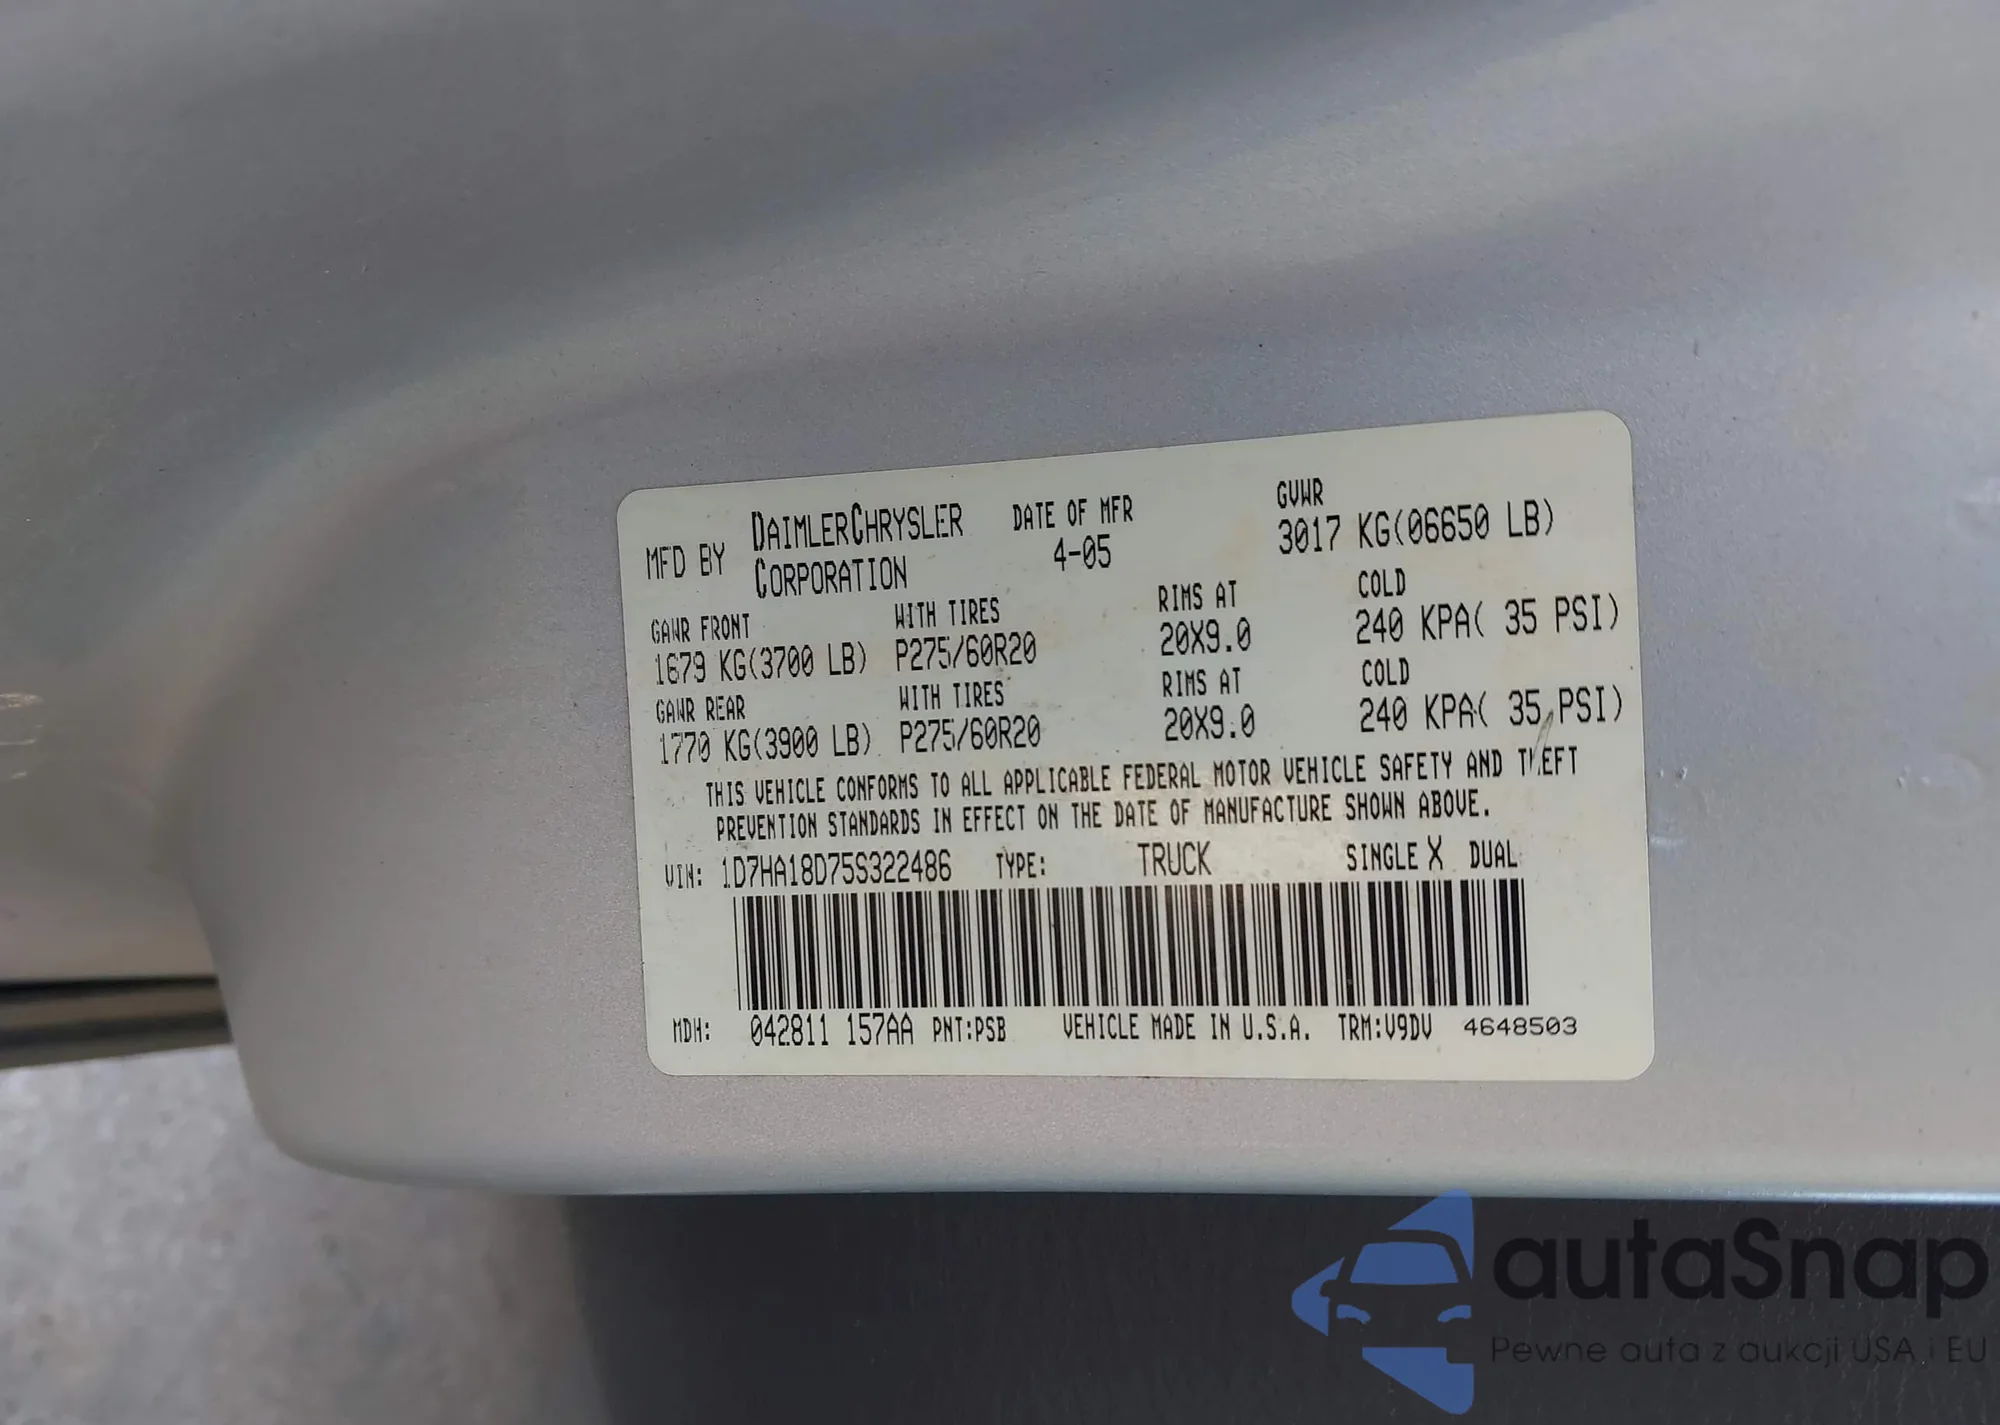 MFD BY DAIMLERCHRYSLER CORPORATION DATE OF MFR 4-05 GVWR 3017 KG(06650 LB)
GAWR FRONT WITH TIRES RIMS AT COLD
1679 KG(3700 LB) P275/60R20 20X9.0 240 KPA( 35 PSI)
GAWR REAR WITH TIRES RIMS AT COLD
1770 KG(3900 LB) P275/60R20 20X9.0 240 KPA( 35 PSI)
THIS VEHICLE CONFORMS TO ALL APPLICABLE FEDERAL MOTOR VEHICLE SAFETY AND THEFT
PREVENTION STANDARDS IN EFFECT ON THE DATE OF MANUFACTURE SHOWN ABOVE.
VIN: 1D7HA18D75S322486 TYPE: TRUCK SINGLE X DUAL
MDH: 042811 157AA PNT:PSB VEHICLE MADE IN U.S.A. TRM:V9DV 4648503
autaSnap
Pewne auta z aukcji USA i EU